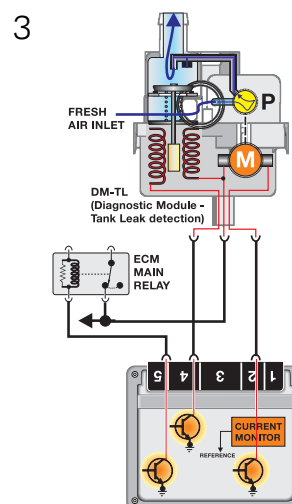 3
P
FRESH
AIR INLET
M
DM-TL
(Diagnostic Module -
Tank Leak detection)
ECM
MAIN
RELAY
5 4 3 2 1
CURRENT
MONITOR
REFERENCE